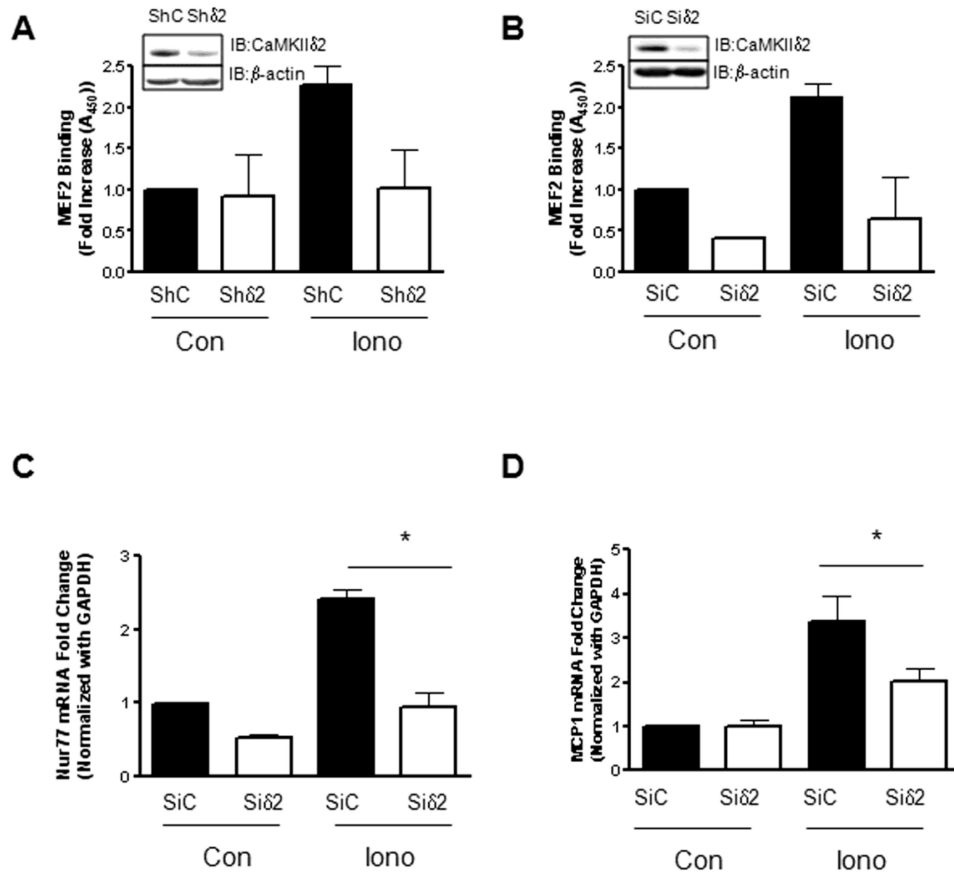 A
ShC Shδ2
IB:CaMKIIδ2
IB:β-actin
MEF2 Binding
(Fold Increase (A450))
2.5
2.0
1.5
1.0
0.5
0.0
ShC Shδ2 ShC Shδ2
Con Iono
B
SiC Siδ2
IB:CaMKIIδ2
IB:β-actin
MEF2 Binding
(Fold Increase (A450))
2.5
2.0
1.5
1.0
0.5
0.0
SiC Siδ2 SiC Siδ2
Con Iono
C
Nur77 mRNA Fold Change
(Normalized with GAPDH)
3
2
1
0
*
SiC Siδ2 SiC Siδ2
Con Iono
D
MCP1 mRNA Fold Change
(Normalized with GAPDH)
5
4
3
2
1
0
*
SiC Siδ2 SiC Siδ2
Con Iono